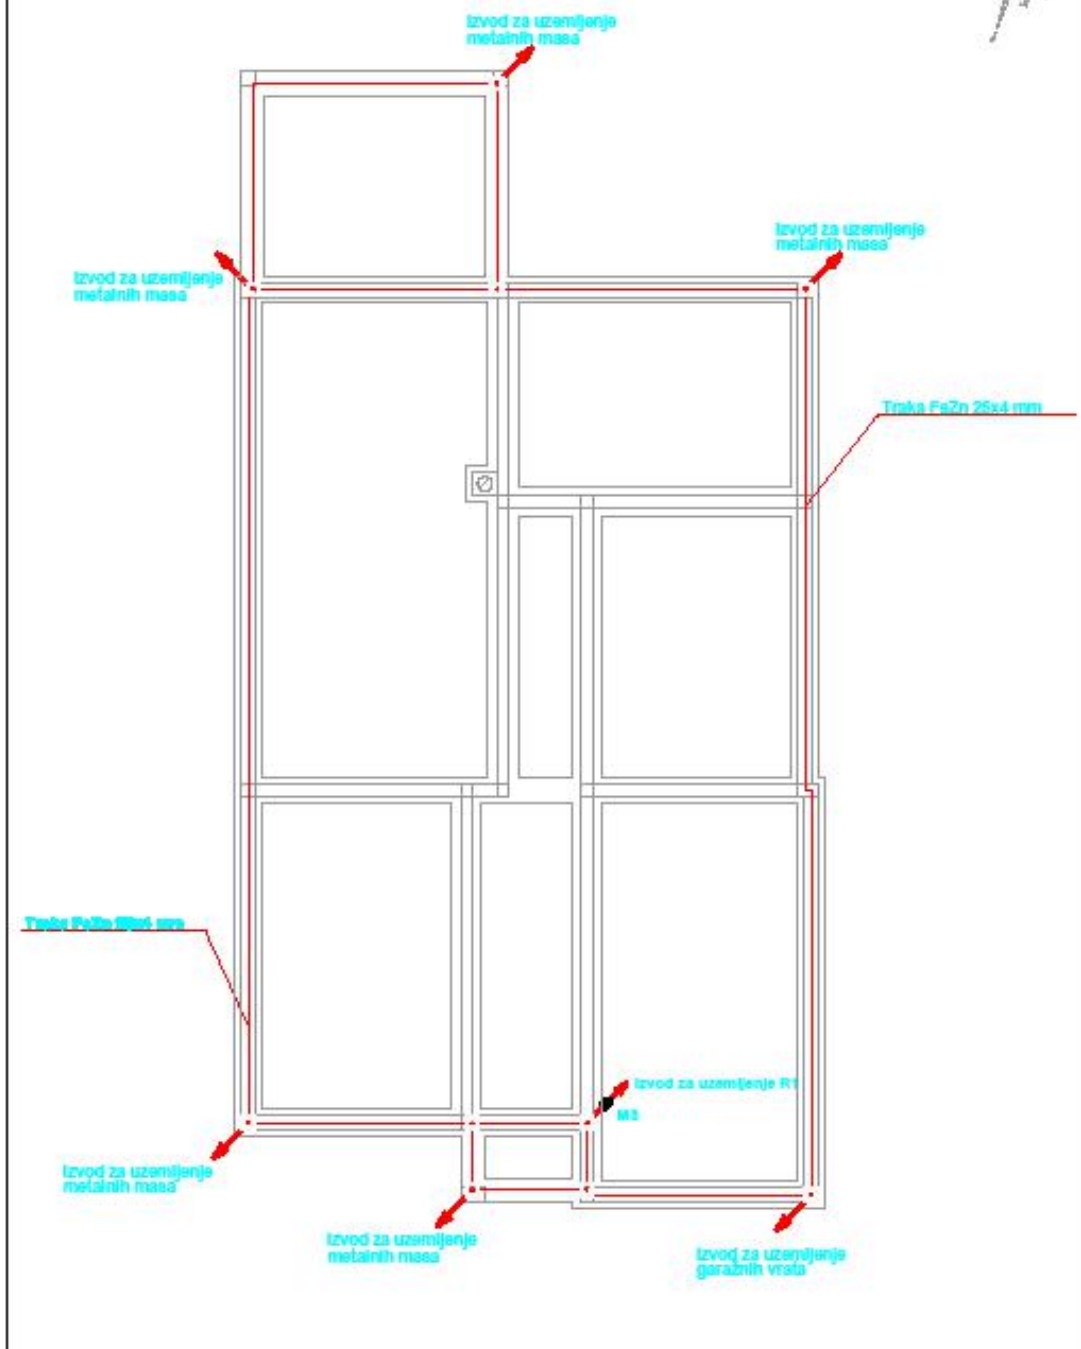 Izvod za uzemljenje
metalnih masa
Izvod za uzemljenje
metalnih masa
Izvod za uzemljenje
metalnih masa
Traka FeZn 25x4 mm
Traka FeZn
Izvod za uzemljenje R1
Izvod za uzemljenje
metalnih masa
Izvod za uzemljenje
metalnih masa
Izvod za uzemljenje
garažnih vrata